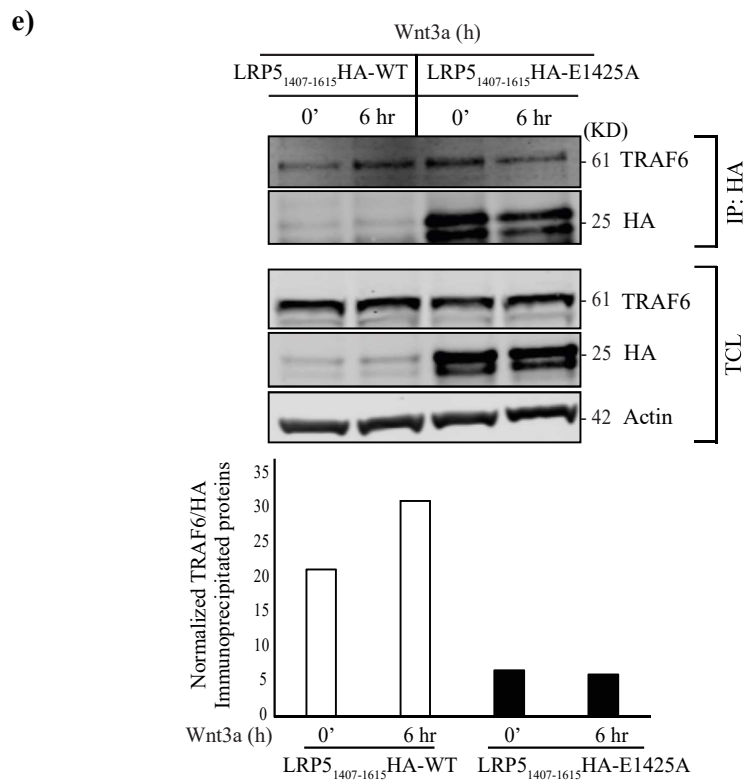 e)
Wnt3a (h)
LRP5₁₄₀₇₋₁₆₁₅HA-WT LRP5₁₄₀₇₋₁₆₁₅HA-E1425A
0’ 6 hr 0’ 6 hr (KD)
- 61 TRAF6
- 25 HA
IP: HA
- 61 TRAF6
- 25 HA
- 42 Actin
TCL
Normalized TRAF6/HA
Immunoprecipitated proteins
35
30
25
20
15
10
5
0
Wnt3a (h) 0’ 6 hr 0’ 6 hr
LRP5₁₄₀₇₋₁₆₁₅HA-WT LRP5₁₄₀₇₋₁₆₁₅HA-E1425A